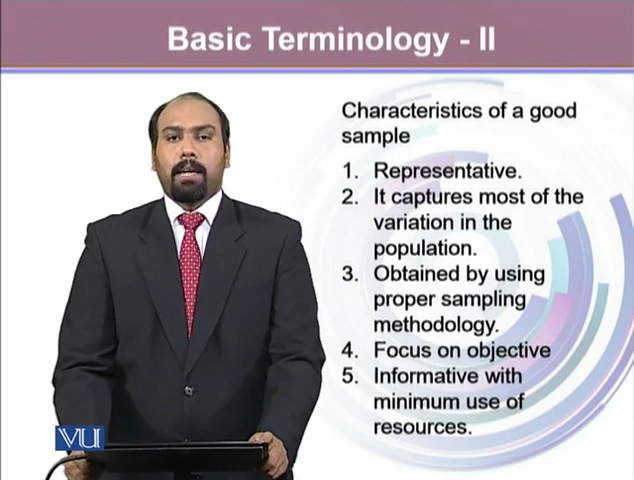 Basic Terminology - II
Characteristics of a good
sample
1. Representative.
2. It captures most of the
variation in the
population.
3. Obtained by using
proper sampling
methodology.
4. Focus on objective
5. Informative with
minimum use of
resources.
VU